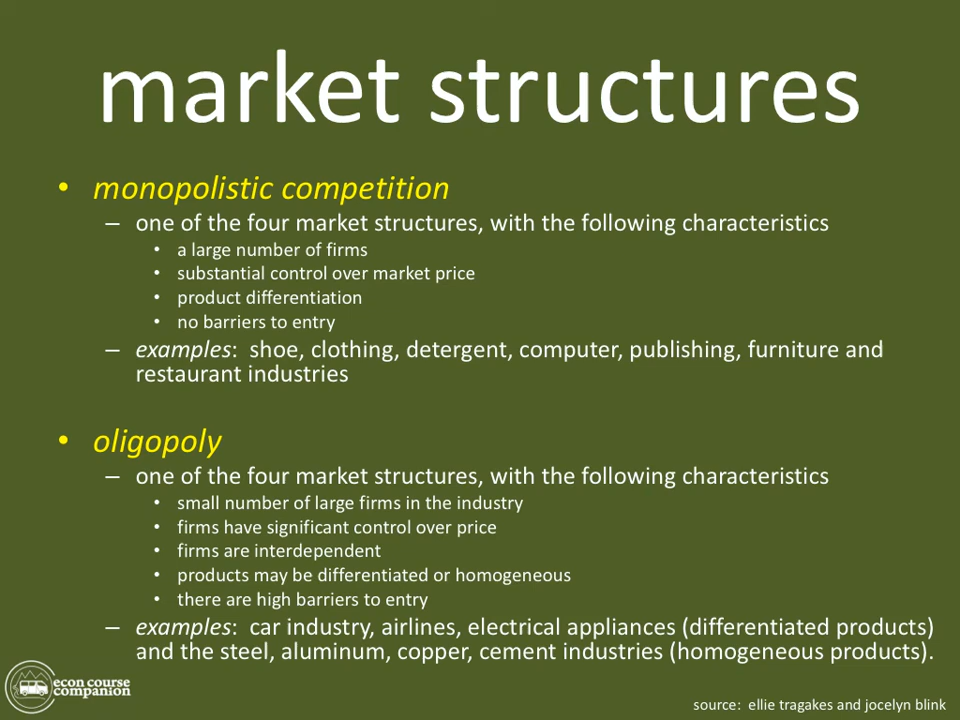 market structures
• monopolistic competition
– one of the four market structures, with the following characteristics
• a large number of firms
• substantial control over market price
• product differentiation
• no barriers to entry
– examples: shoe, clothing, detergent, computer, publishing, furniture and
restaurant industries
• oligopoly
– one of the four market structures, with the following characteristics
• small number of large firms in the industry
• firms have significant control over price
• firms are interdependent
• products may be differentiated or homogeneous
• there are high barriers to entry
– examples: car industry, airlines, electrical appliances (differentiated products)
and the steel, aluminum, copper, cement industries (homogeneous products).
econ course
companion
source: ellie tragakes and jocelyn blink